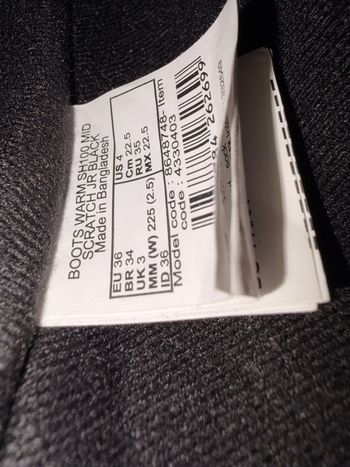 BOOTS WARM SH100 MID
SCRATCH JR BLACK
Made in Bangladesh
EU 36 US 4
BR 34 Cm 22.5
UK 3 RU 35
MM (W) 225 (2.5) MX 22.5
ID 36
Model code : 8648748- Item
code : 4330403
262699